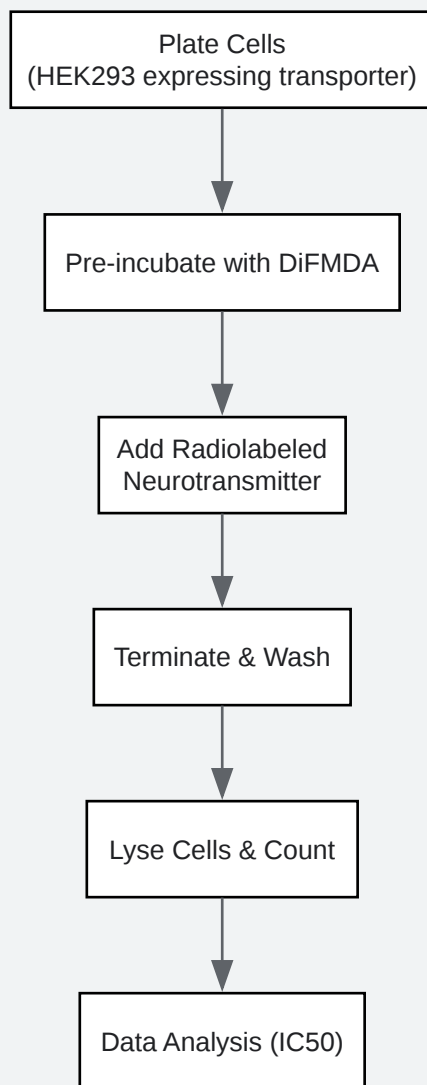 Plate Cells
(HEK293 expressing transporter)
Pre-incubate with DiFMDA
Add Radiolabeled
Neurotransmitter
Terminate & Wash
Lyse Cells & Count
Data Analysis (IC50)